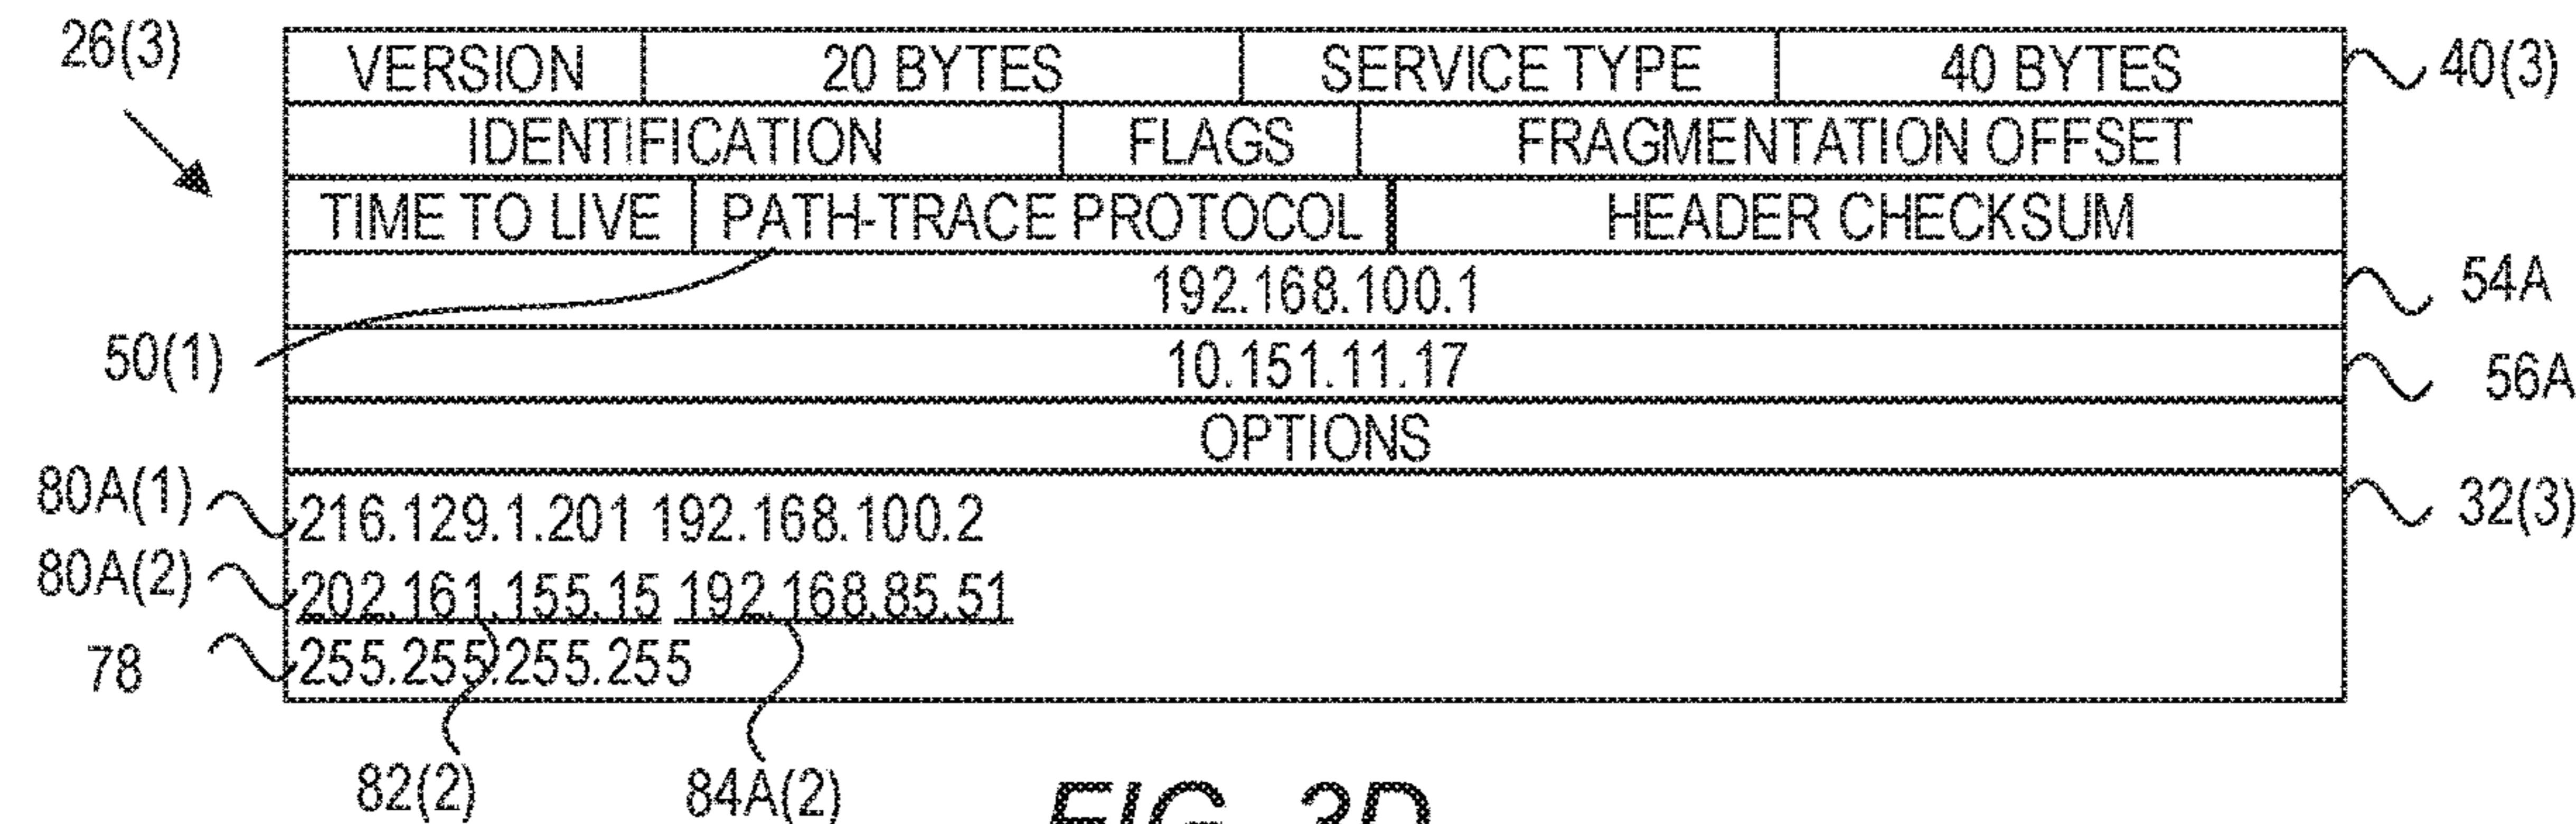 26(3) VERSION 20 BYTES SERVICE TYPE 40 BYTES 40(3)
IDENTIFICATION FLAGS FRAGMENTATION OFFSET
TIME TO LIVE PATH-TRACE PROTOCOL HEADER CHECKSUM
192.168.100.1 54A
50(1) 10.151.11.17 56A
OPTIONS
80A(1) 216.129.1.201 192.168.100.2 32(3)
80A(2) 202.161.155.15 192.168.85.51
78 255.255.255.255
82(2) 84A(2)
FIG. 3D